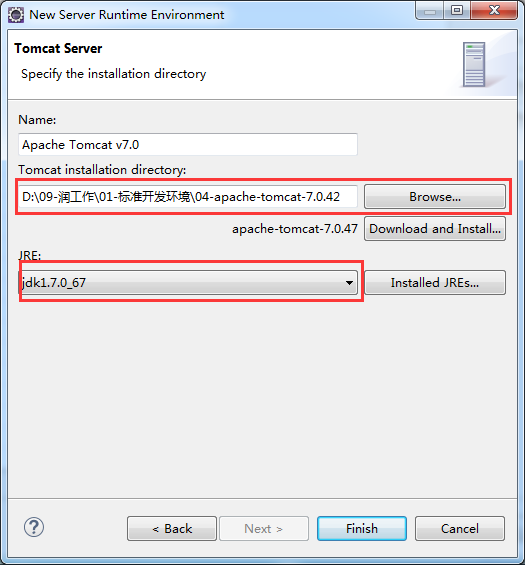 New Server Runtime Environment
Tomcat Server
Specify the installation directory
Name:
Apache Tomcat v7.0
Tomcat installation directory:
D:\09-润工作\01-标准开发环境\04-apache-tomcat-7.0.42
Browse...
apache-tomcat-7.0.47
Download and Install...
JRE:
jdk1.7.0_67
Installed JREs...
?
< Back
Next >
Finish
Cancel